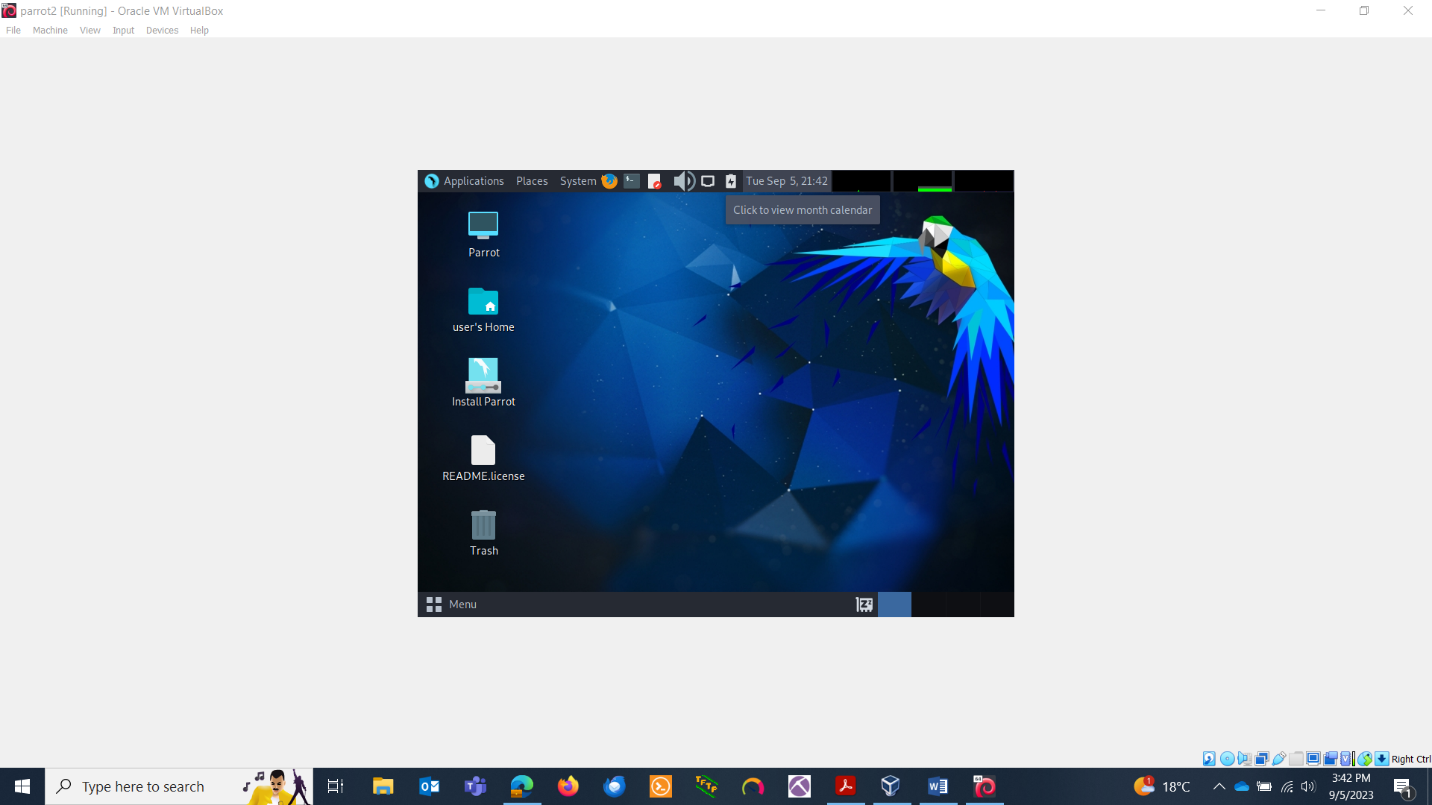 parrot2 [Running] - Oracle VM VirtualBox
File Machine View Input Devices Help
Applications Places System Tue Sep 5, 21:42
Click to view month calendar
Parrot
user's Home
Install Parrot
README.license
Trash
Menu
Right Ctrl
Type here to search
1
18°C
3:42 PM
9/5/2023
1